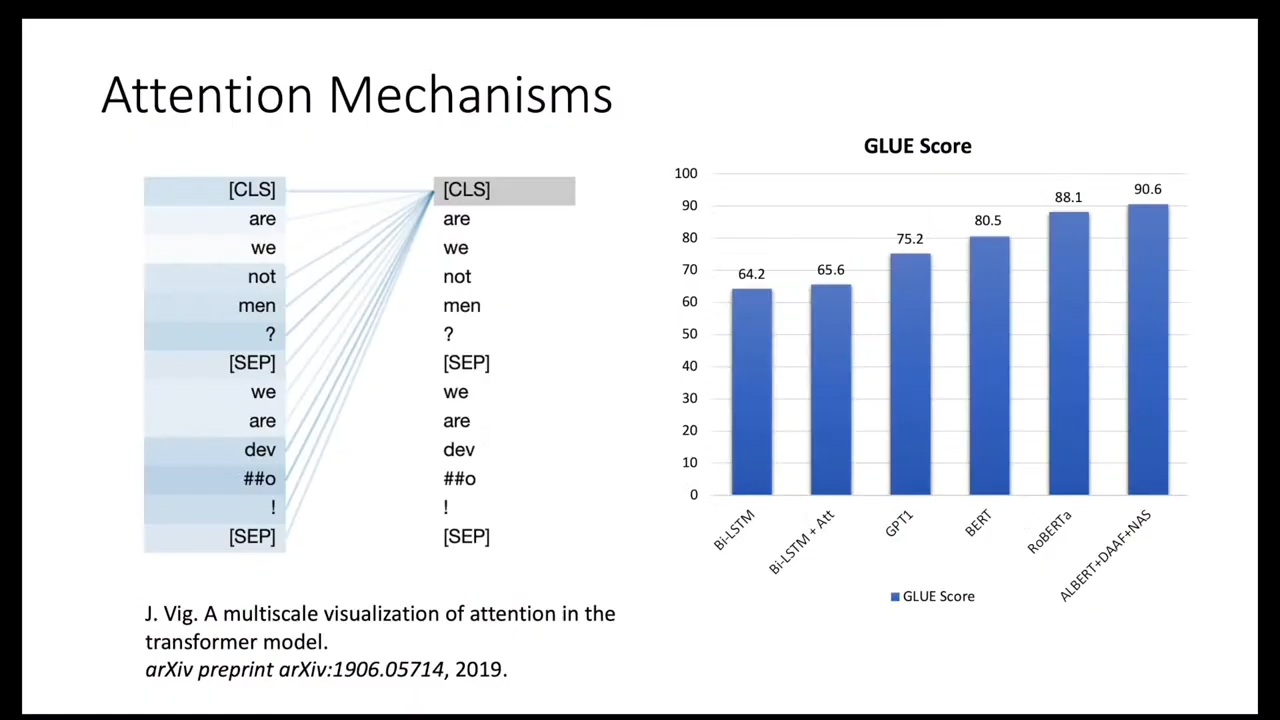 Attention Mechanisms
[CLS] [CLS]
are are
we we
not not
men men
? ?
[SEP] [SEP]
we we
are are
dev dev
##o ##o
! !
[SEP] [SEP]
J. Vig. A multiscale visualization of attention in the
transformer model.
arXiv preprint arXiv:1906.05714, 2019.
GLUE Score
100
90
80
70
60
50
40
30
20
10
0
64.2
65.6
75.2
80.5
88.1
90.6
Bi-LSTM
Bi-LSTM + Att
GPT1
BERT
RoBERTa
ALBERT+DAAF+NAS
GLUE Score